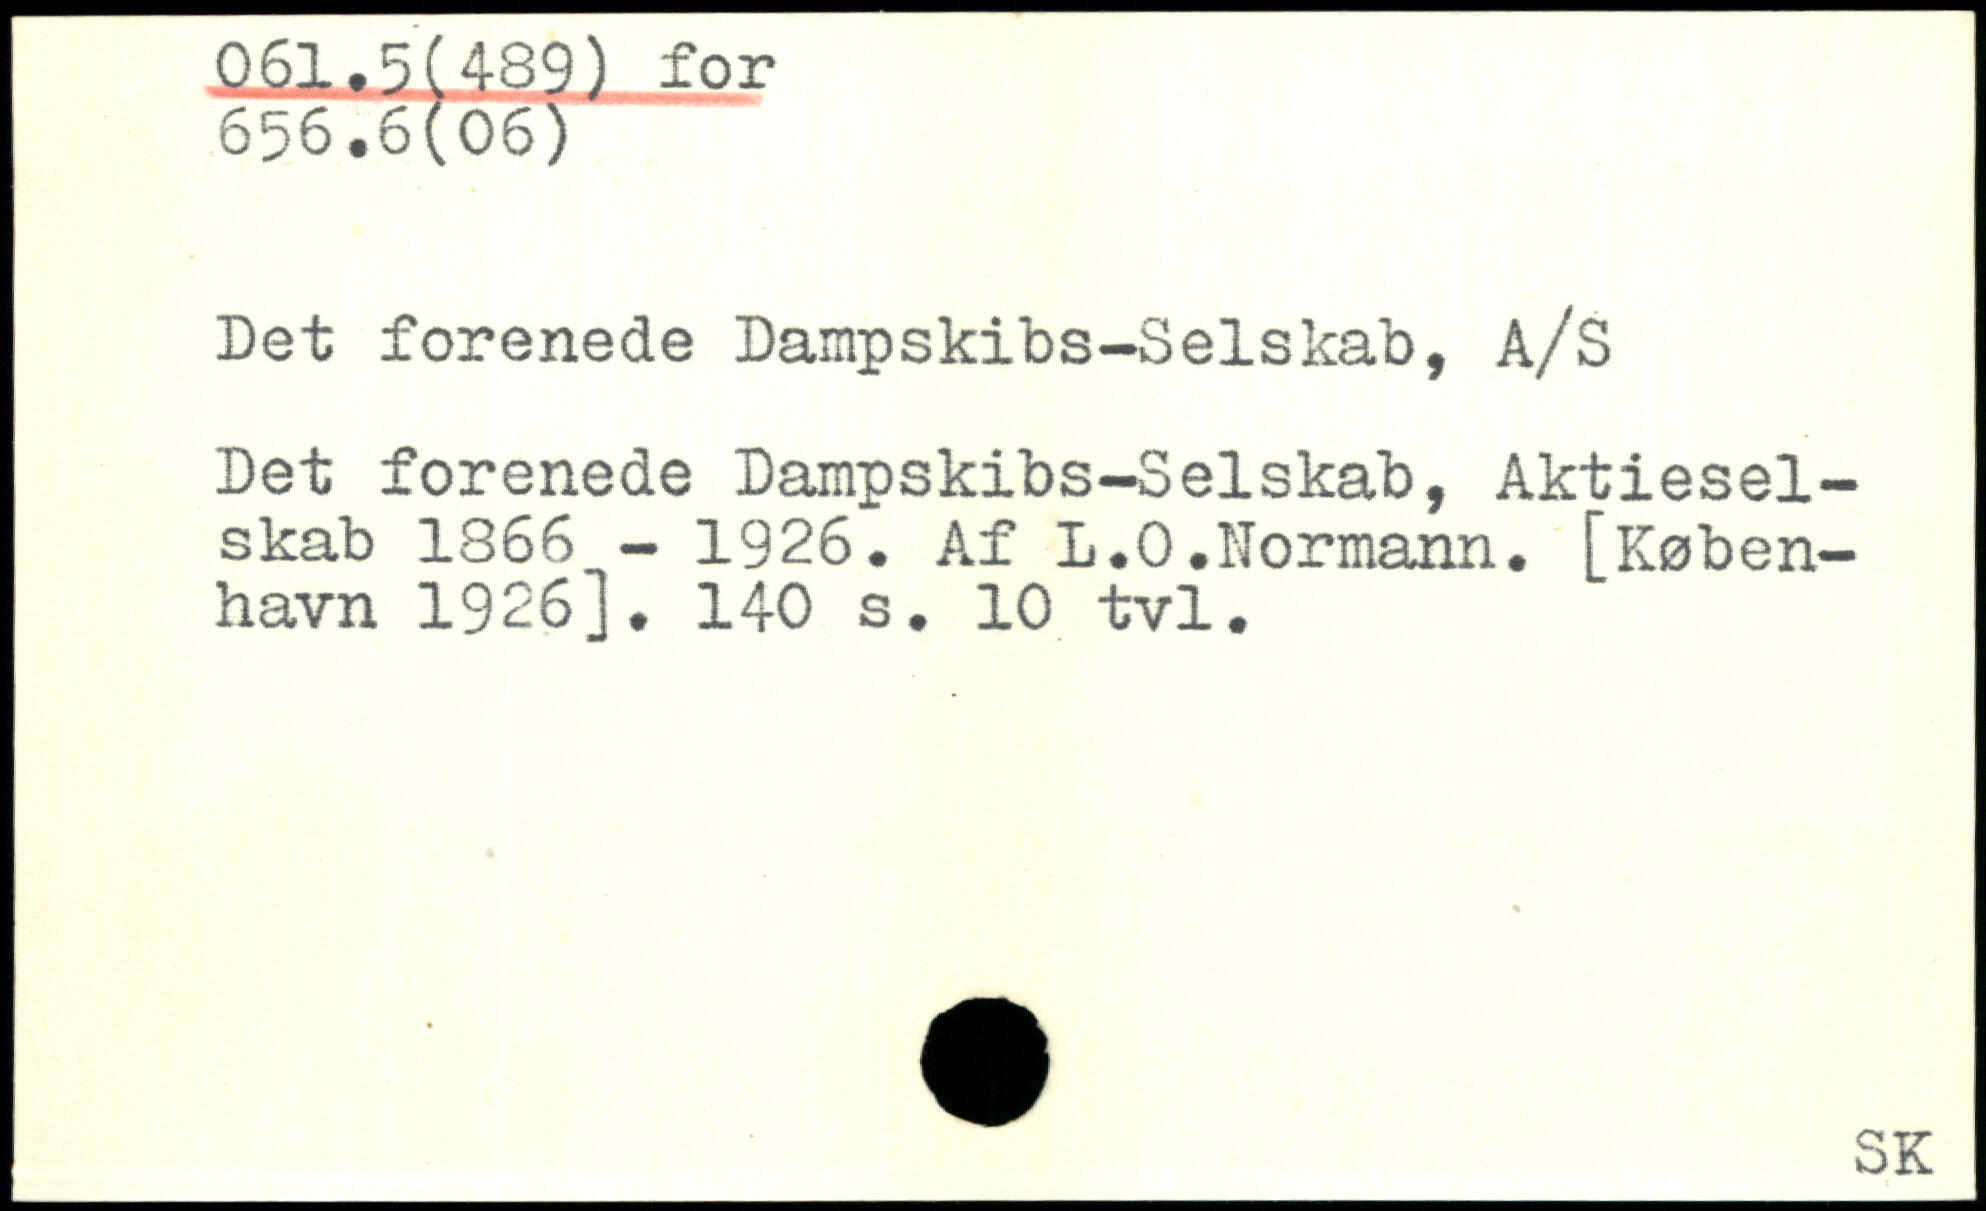 061.5(489) for
656.6(06)
Det forenede Dampskibs-Selskab, A/S
Det forenede Dampskibs-Selskab, Aktiesel-
skab 1866 - 1926. Af L.O.Normann. [Køben-
havn 1926]. 140 s. 10 tvl.
SK